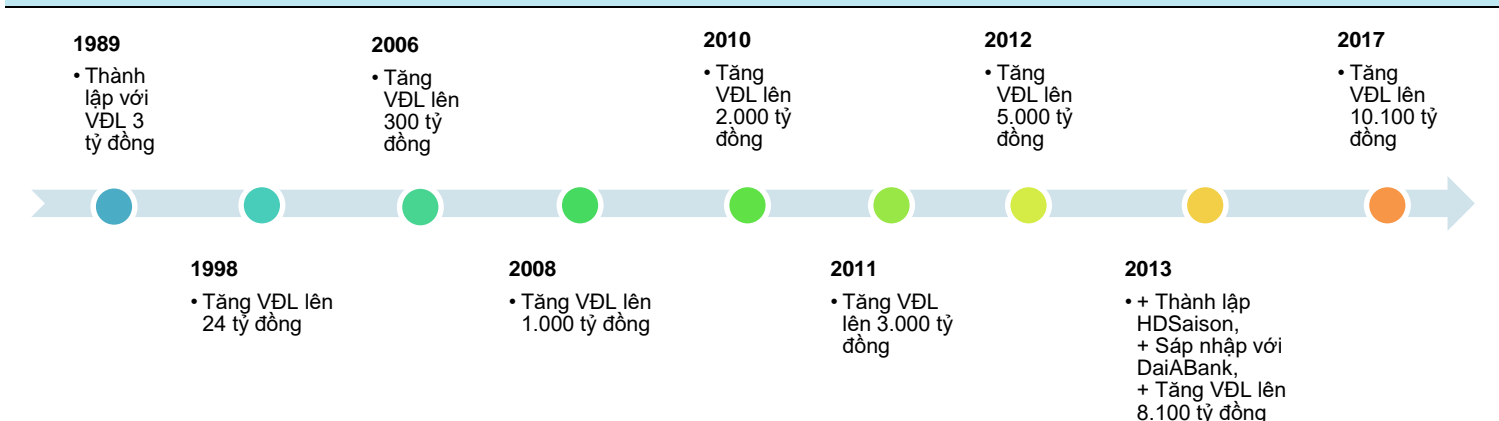 1989
• Thành
lập với
VĐL 3
tỷ đồng
2006
• Tăng
VĐL lên
300 tỷ
đồng
2010
• Tăng
VĐL lên
2.000 tỷ
đồng
2012
• Tăng
VĐL lên
5.000 tỷ
đồng
2017
• Tăng
VĐL lên
10.100 tỷ
đồng
1998
• Tăng VĐL lên
24 tỷ đồng
2008
• Tăng VĐL lên
1.000 tỷ đồng
2011
• Tăng VĐL
lên 3.000 tỷ
đồng
2013
• + Thành lập
HDSaison,
+ Sáp nhập với
DaiABank,
+ Tăng VĐL lên
8.100 tỷ đồng